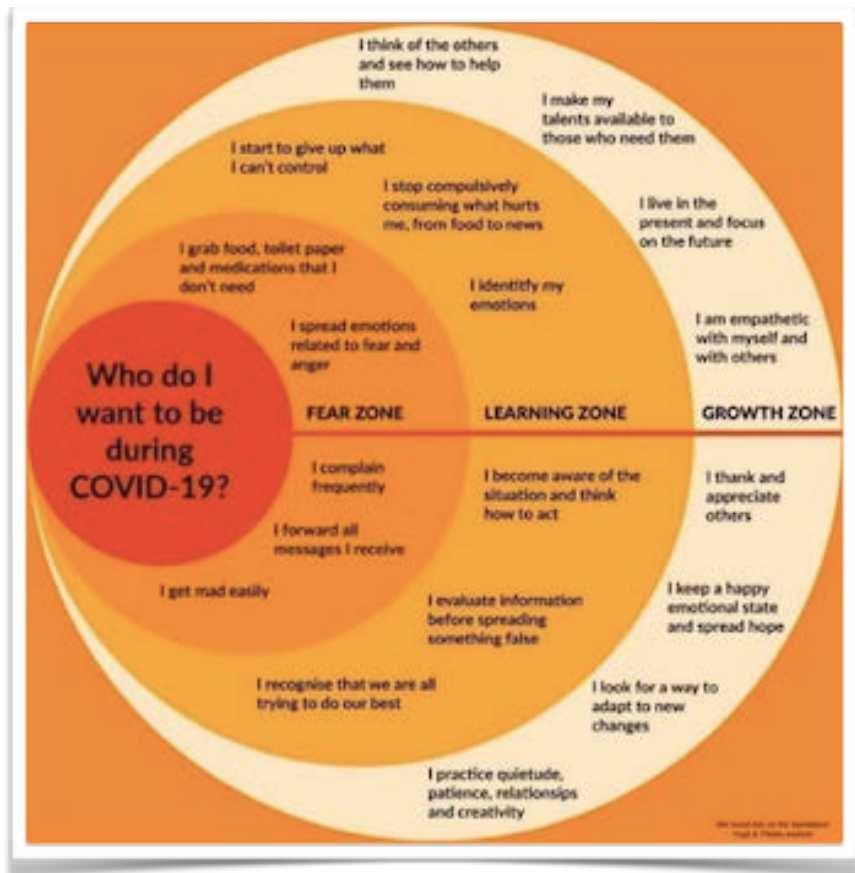 I think of the others
and see how to help
them
I make my
talents available to
those who need them
I start to give up what
I can't control
I stop compulsively
consuming what hurts
me, from food to news
I live in the
present and focus
on the future
I grab food, toilet paper
and medications that I
don't need
I identitfy my
emotions
I spread emotions
related to fear and
anger
I am empathetic
with myself and
with others
Who do I
want to be
during
COVID-19?
FEAR ZONE
LEARNING ZONE
GROWTH ZONE
I complain
frequently
I become aware of the
situation and think
how to act
I thank and
appreciate
others
I forward all
messages I receive
I get mad easily
I evaluate information
before spreading
something false
I keep a happy
emotional state
and spread hope
I recognise that we are all
trying to do our best
I look for a way to
adapt to new
changes
I practice quietude,
patience, relationsips
and creativity